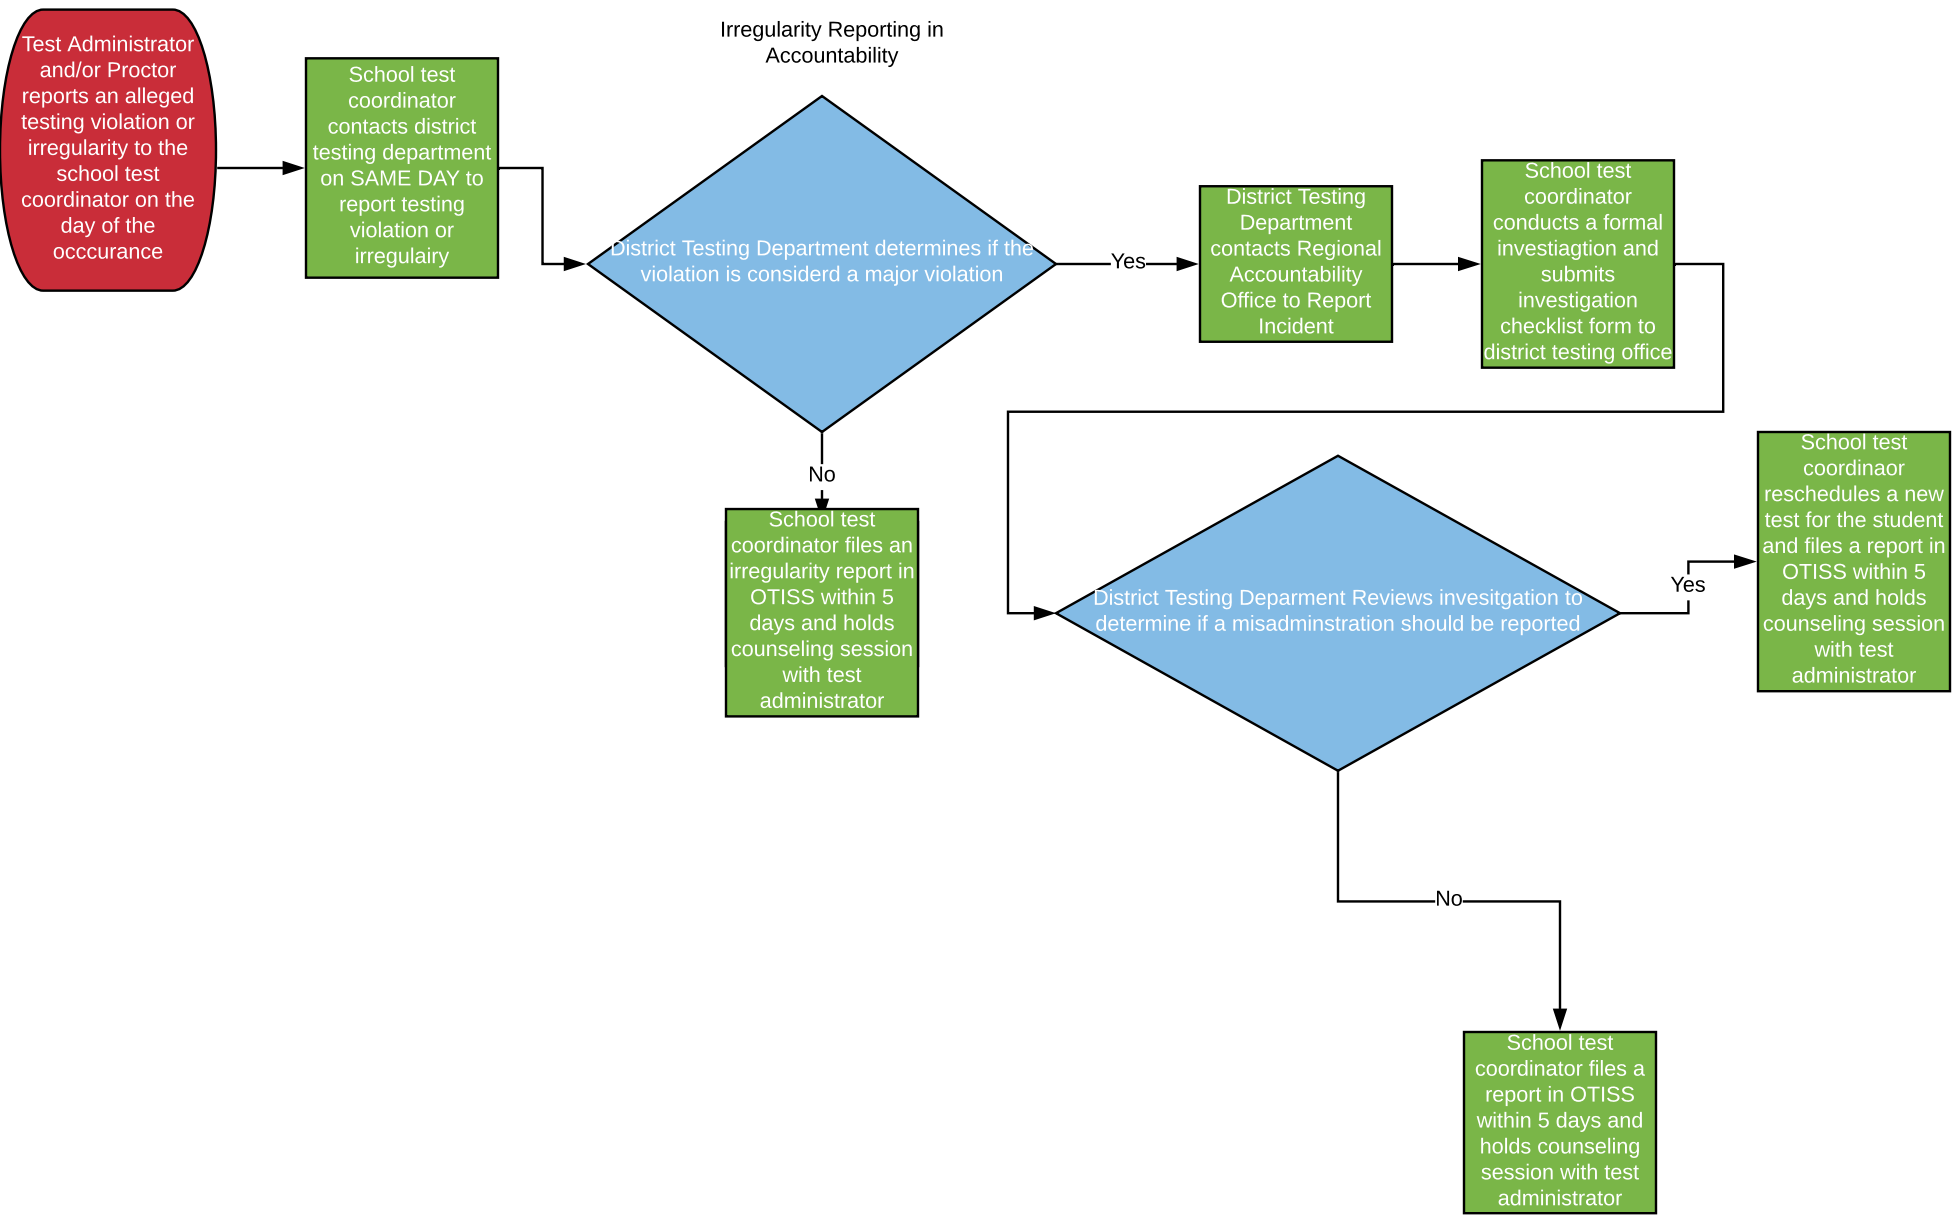 Irregularity Reporting in
Accountability
Test Administrator
and/or Proctor
reports an alleged
testing violation or
irregularity to the
school test
coordinator on the
day of the
occcurance
School test
coordinator
contacts district
testing department
on SAME DAY to
report testing
violation or
irregulairy
District Testing Department determines if the
violation is considerd a major violation
Yes
District Testing
Department
contacts Regional
Accountability
Office to Report
Incident
School test
coordinator
conducts a formal
investiagtion and
submits
investigation
checklist form to
district testing office
No
School test
coordinator files an
irregularity report in
OTISS within 5
days and holds
counseling session
with test
administrator
District Testing Deparment Reviews invesitgation to
determine if a misadminstration should be reported
Yes
School test
coordinaor
reschedules a new
test for the student
and files a report in
OTISS within 5
days and holds
counseling session
with test
administrator
No
School test
coordinator files a
report in OTISS
within 5 days and
holds counseling
session with test
administrator